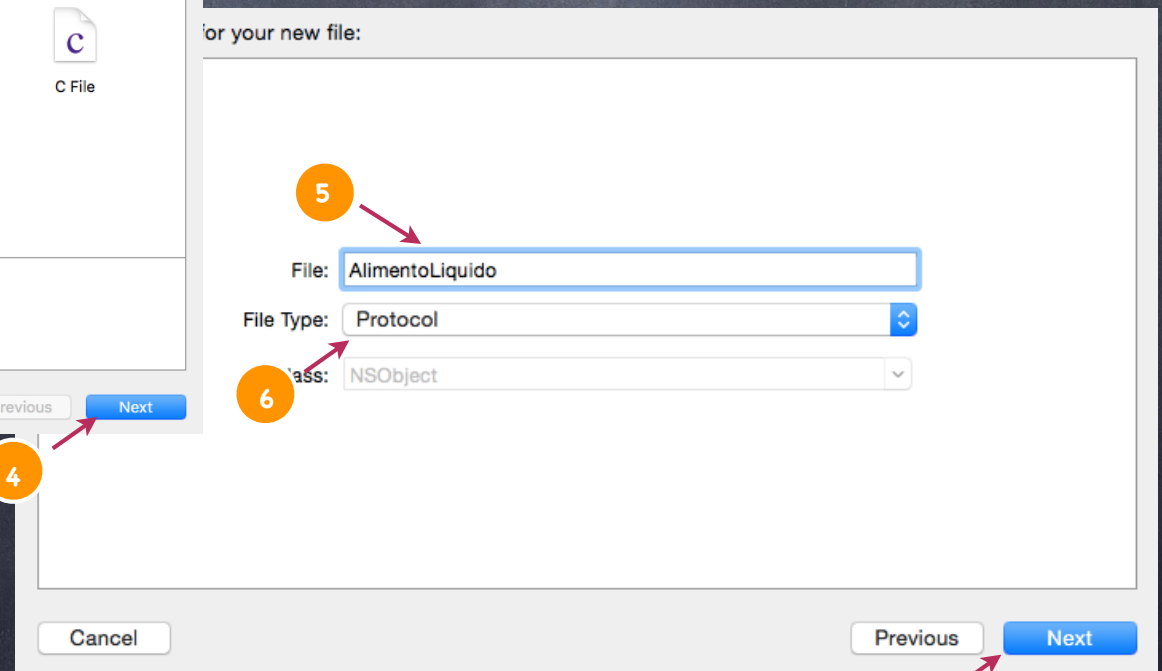 for your new file:
C
C File
5
File: AlimentoLiquido
File Type: Protocol
6
ass: NSObject
revious Next
4
Cancel Previous Next